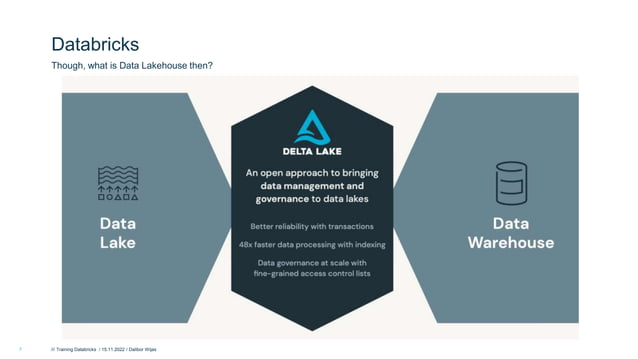 Databricks
Though, what is Data Lakehouse then?
DELTA LAKE
An open approach to bringing
data management and
governance to data lakes
Better reliability with transactions
48x faster data processing with indexing
Data governance at scale with
fine-grained access control lists
Data
Lake
Data
Warehouse
/// Training Databricks / 15.11.2022 / Dalibor Wijas